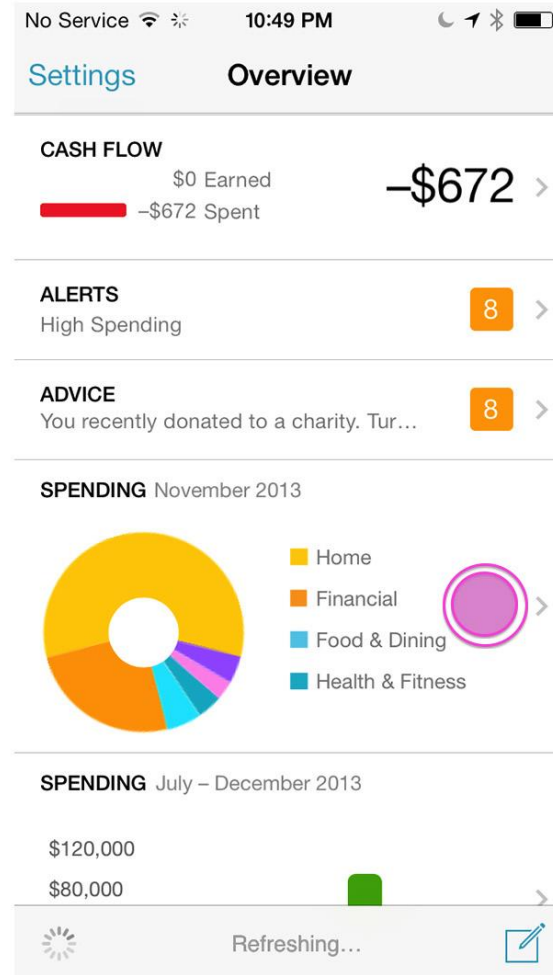 No Service 10:49 PM
Settings Overview
CASH FLOW
$0 Earned
–$672 Spent
–$672
ALERTS
High Spending
8
ADVICE
You recently donated to a charity. Tur…
8
SPENDING November 2013
Home
Financial
Food & Dining
Health & Fitness
SPENDING July – December 2013
$120,000
$80,000
Refreshing…